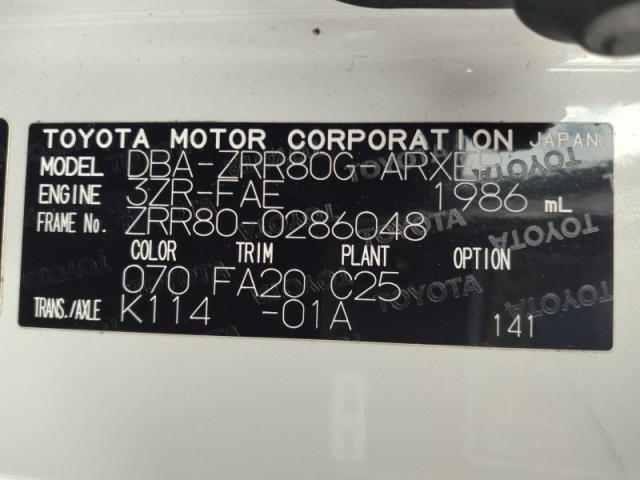 TOYOTA MOTOR CORPORATION JAPAN
MODEL DBA-ZRR80G-ARXEP
ENGINE 3ZR-FAE 1986 mL
FRAME No. ZRR80-0286048
COLOR TRIM PLANT OPTION
070 FA20 C25
TRANS./AXLE K114 -01A
141